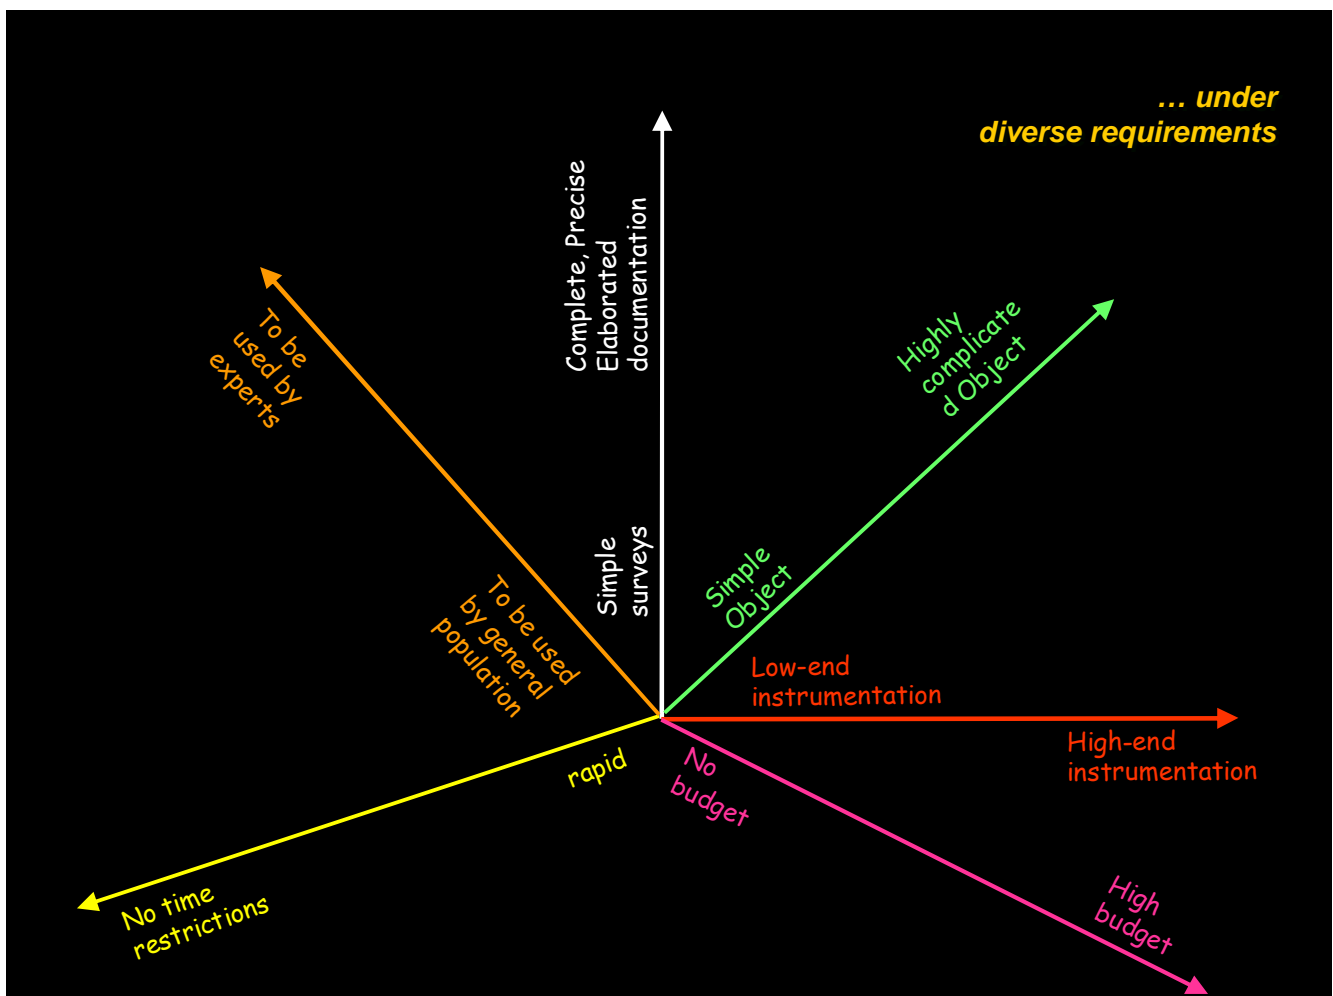 … under
diverse requirements
Complete, Precise
Elaborated
documentation
To be
used by
experts
Highly
complicate
d Object
Simple
surveys
Simple
Object
To be used
by general
population
Low-end
instrumentation
High-end
instrumentation
rapid
No
budget
No time
restrictions
High
budget